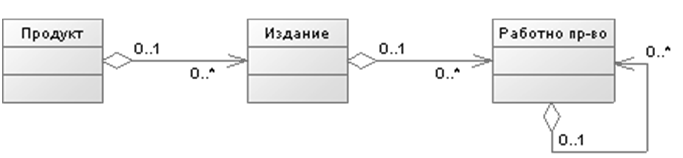 Продукт
Издание
Работно пр-во
0..1
0..*
0..1
0..*
0..*
0..1